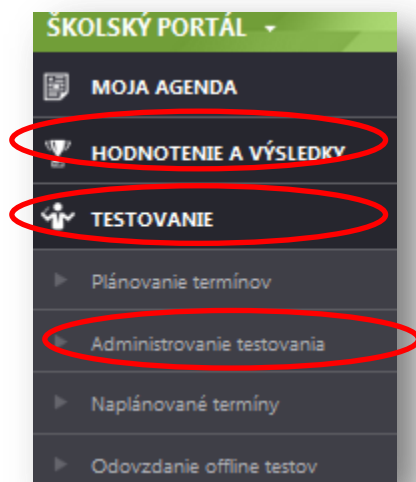 ŠKOLSKÝ PORTÁL
MOJA AGENDA
HODNOTENIE A VÝSLEDKY
TESTOVANIE
Plánovanie termínov
Administrovanie testovania
Naplánované termíny
Odovzdanie offline testov